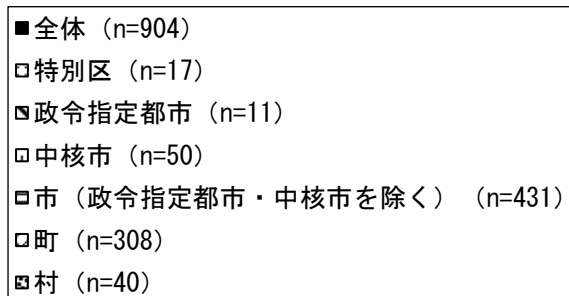 全体（n=904）
特別区（n=17）
政令指定都市（n=11）
中核市（n=50）
市（政令指定都市・中核市を除く）（n=431）
町（n=308）
村（n=40）